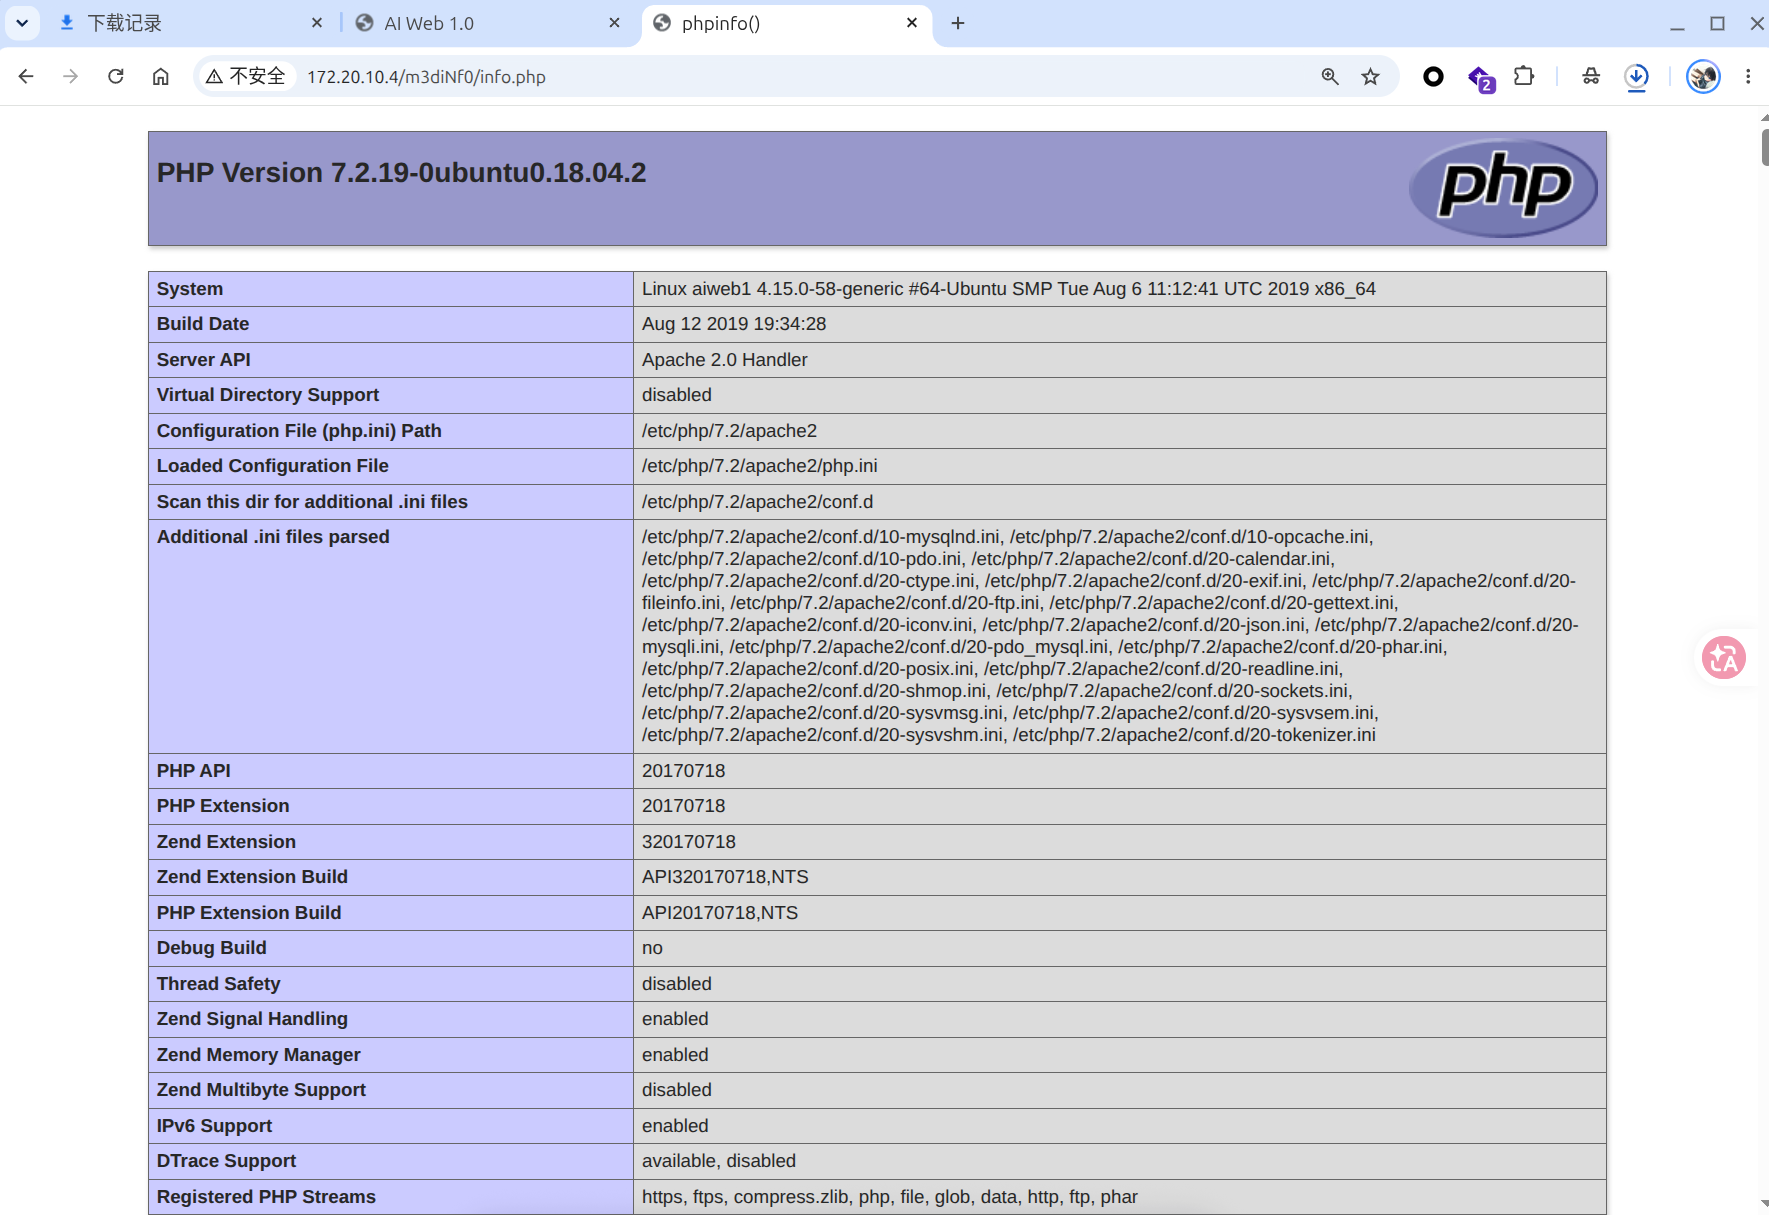 下载记录
AI Web 1.0
phpinfo()
不安全
172.20.10.4/m3diNf0/info.php
2
PHP Version 7.2.19-0ubuntu0.18.04.2
php
System
Linux aiweb1 4.15.0-58-generic #64-Ubuntu SMP Tue Aug 6 11:12:41 UTC 2019 x86_64
Build Date
Aug 12 2019 19:34:28
Server API
Apache 2.0 Handler
Virtual Directory Support
disabled
Configuration File (php.ini) Path
/etc/php/7.2/apache2
Loaded Configuration File
/etc/php/7.2/apache2/php.ini
Scan this dir for additional .ini files
/etc/php/7.2/apache2/conf.d
Additional .ini files parsed
/etc/php/7.2/apache2/conf.d/10-mysqlnd.ini, /etc/php/7.2/apache2/conf.d/10-opcache.ini,
/etc/php/7.2/apache2/conf.d/10-pdo.ini, /etc/php/7.2/apache2/conf.d/20-calendar.ini,
/etc/php/7.2/apache2/conf.d/20-ctype.ini, /etc/php/7.2/apache2/conf.d/20-exif.ini, /etc/php/7.2/apache2/conf.d/20-
fileinfo.ini, /etc/php/7.2/apache2/conf.d/20-ftp.ini, /etc/php/7.2/apache2/conf.d/20-gettext.ini,
/etc/php/7.2/apache2/conf.d/20-iconv.ini, /etc/php/7.2/apache2/conf.d/20-json.ini, /etc/php/7.2/apache2/conf.d/20-
mysqli.ini, /etc/php/7.2/apache2/conf.d/20-pdo_mysql.ini, /etc/php/7.2/apache2/conf.d/20-phar.ini,
/etc/php/7.2/apache2/conf.d/20-posix.ini, /etc/php/7.2/apache2/conf.d/20-readline.ini,
/etc/php/7.2/apache2/conf.d/20-shmop.ini, /etc/php/7.2/apache2/conf.d/20-sockets.ini,
/etc/php/7.2/apache2/conf.d/20-sysvmsg.ini, /etc/php/7.2/apache2/conf.d/20-sysvsem.ini,
/etc/php/7.2/apache2/conf.d/20-sysvshm.ini, /etc/php/7.2/apache2/conf.d/20-tokenizer.ini
PHP API
20170718
PHP Extension
20170718
Zend Extension
320170718
Zend Extension Build
API320170718,NTS
PHP Extension Build
API20170718,NTS
Debug Build
no
Thread Safety
disabled
Zend Signal Handling
enabled
Zend Memory Manager
enabled
Zend Multibyte Support
disabled
IPv6 Support
enabled
DTrace Support
available, disabled
Registered PHP Streams
https, ftps, compress.zlib, php, file, glob, data, http, ftp, phar